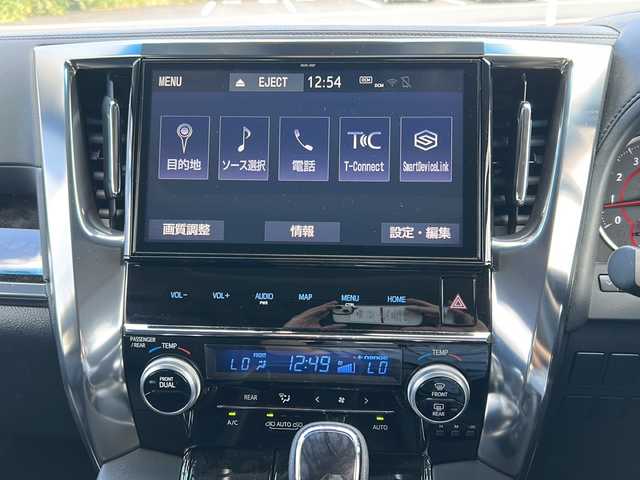 MENU EJECT 12:54
目的地 ソース選択 電話 T-Connect SmartDeviceLink
画質調整 情報 設定・編集
VOL− VOL+ AUDIO MAP MENU HOME
PWR
PASSENGER
/REAR
TEMP
TEMP
FRONT
DUAL
LO FRONT 12:49 LO
FRONT
REAR
REAR
A/C AUTO AUTO